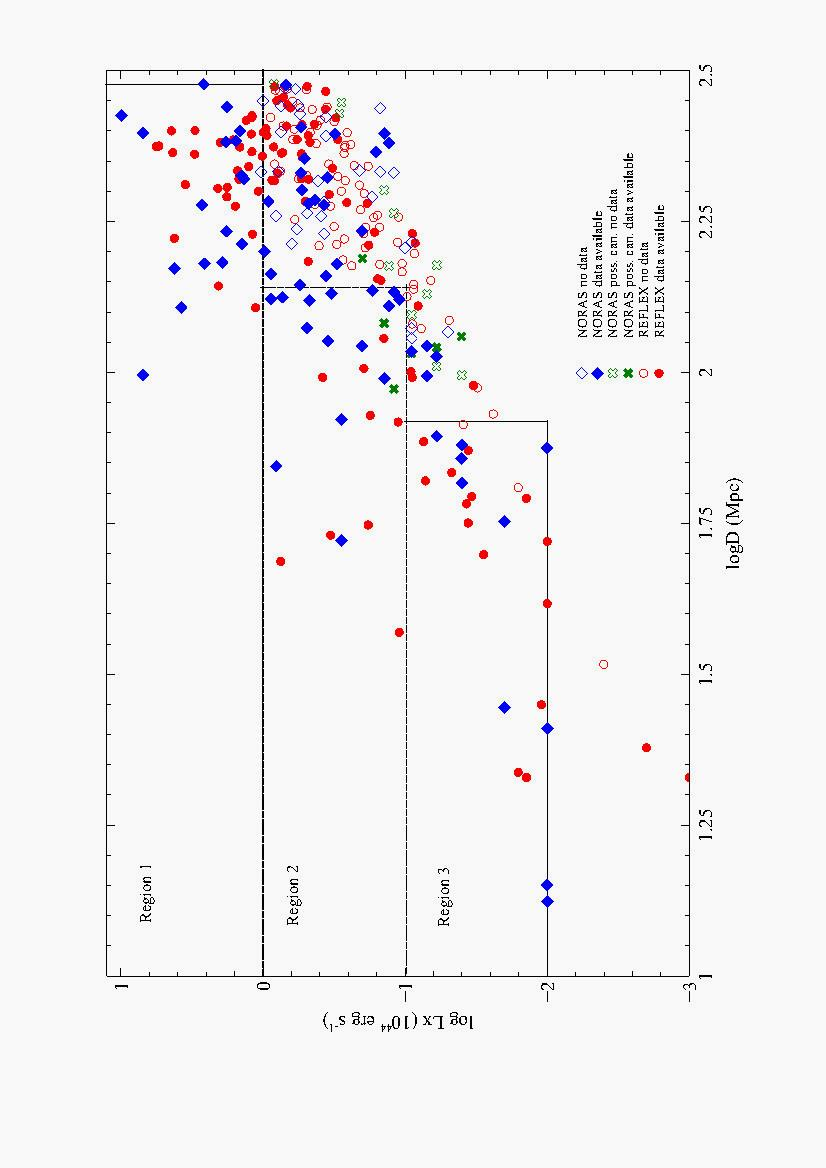 1
0
−1
−2
−3
log Lx (10⁴⁴ erg s⁻¹)
1
1.25
1.5
1.75
2
2.25
2.5
logD (Mpc)
Region 1
Region 2
Region 3
NORAS no data
NORAS data available
NORAS poss. can. no data
NORAS poss. can. data available
REFLEX no data
REFLEX data available